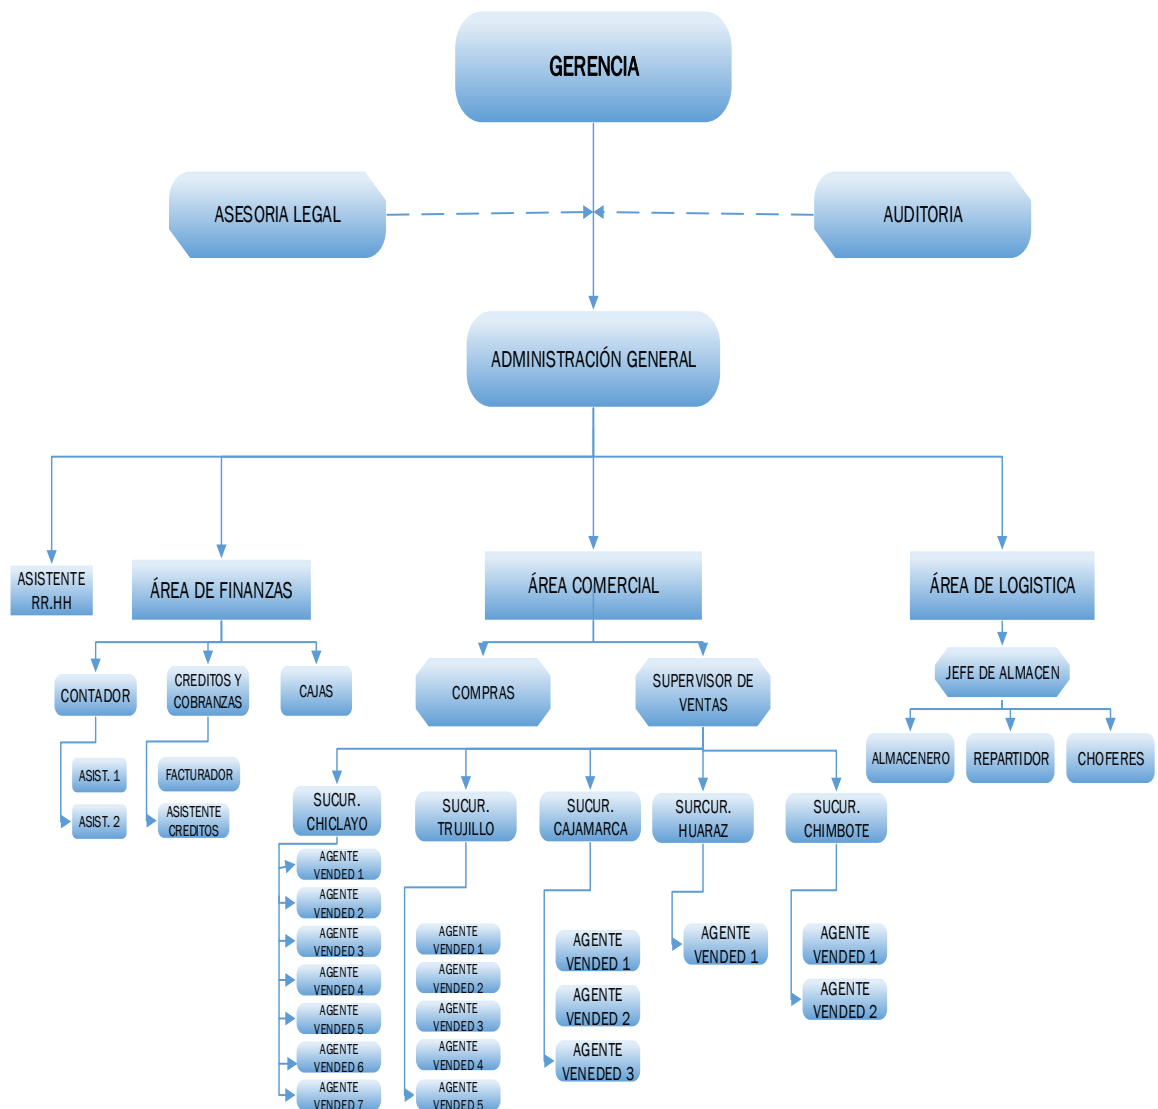 GERENCIA
ASESORIA LEGAL
AUDITORIA
ADMINISTRACIÓN GENERAL
ASISTENTE
RR.HH
ÁREA DE FINANZAS
ÁREA COMERCIAL
ÁREA DE LOGISTICA
CONTADOR
CREDITOS Y
COBRANZAS
CAJAS
COMPRAS
SUPERVISOR DE
VENTAS
JEFE DE ALMACEN
ASIST. 1
ASIST. 2
FACTURADOR
ASISTENTE
CREDITOS
ALMACENERO
REPARTIDOR
CHOFERES
SUCUR.
CHICLAYO
SUCUR.
TRUJILLO
SUCUR.
CAJAMARCA
SURCUR.
HUARAZ
SUCUR.
CHIMBOTE
AGENTE
VENDED 1
AGENTE
VENDED 2
AGENTE
VENDED 3
AGENTE
VENDED 4
AGENTE
VENDED 5
AGENTE
VENDED 6
AGENTE
VENDED 7
AGENTE
VENDED 1
AGENTE
VENDED 2
AGENTE
VENDED 3
AGENTE
VENDED 4
AGENTE
VENDED 5
AGENTE
VENDED 1
AGENTE
VENDED 2
AGENTE
VENEDED 3
AGENTE
VENDED 1
AGENTE
VENDED 1
AGENTE
VENDED 2